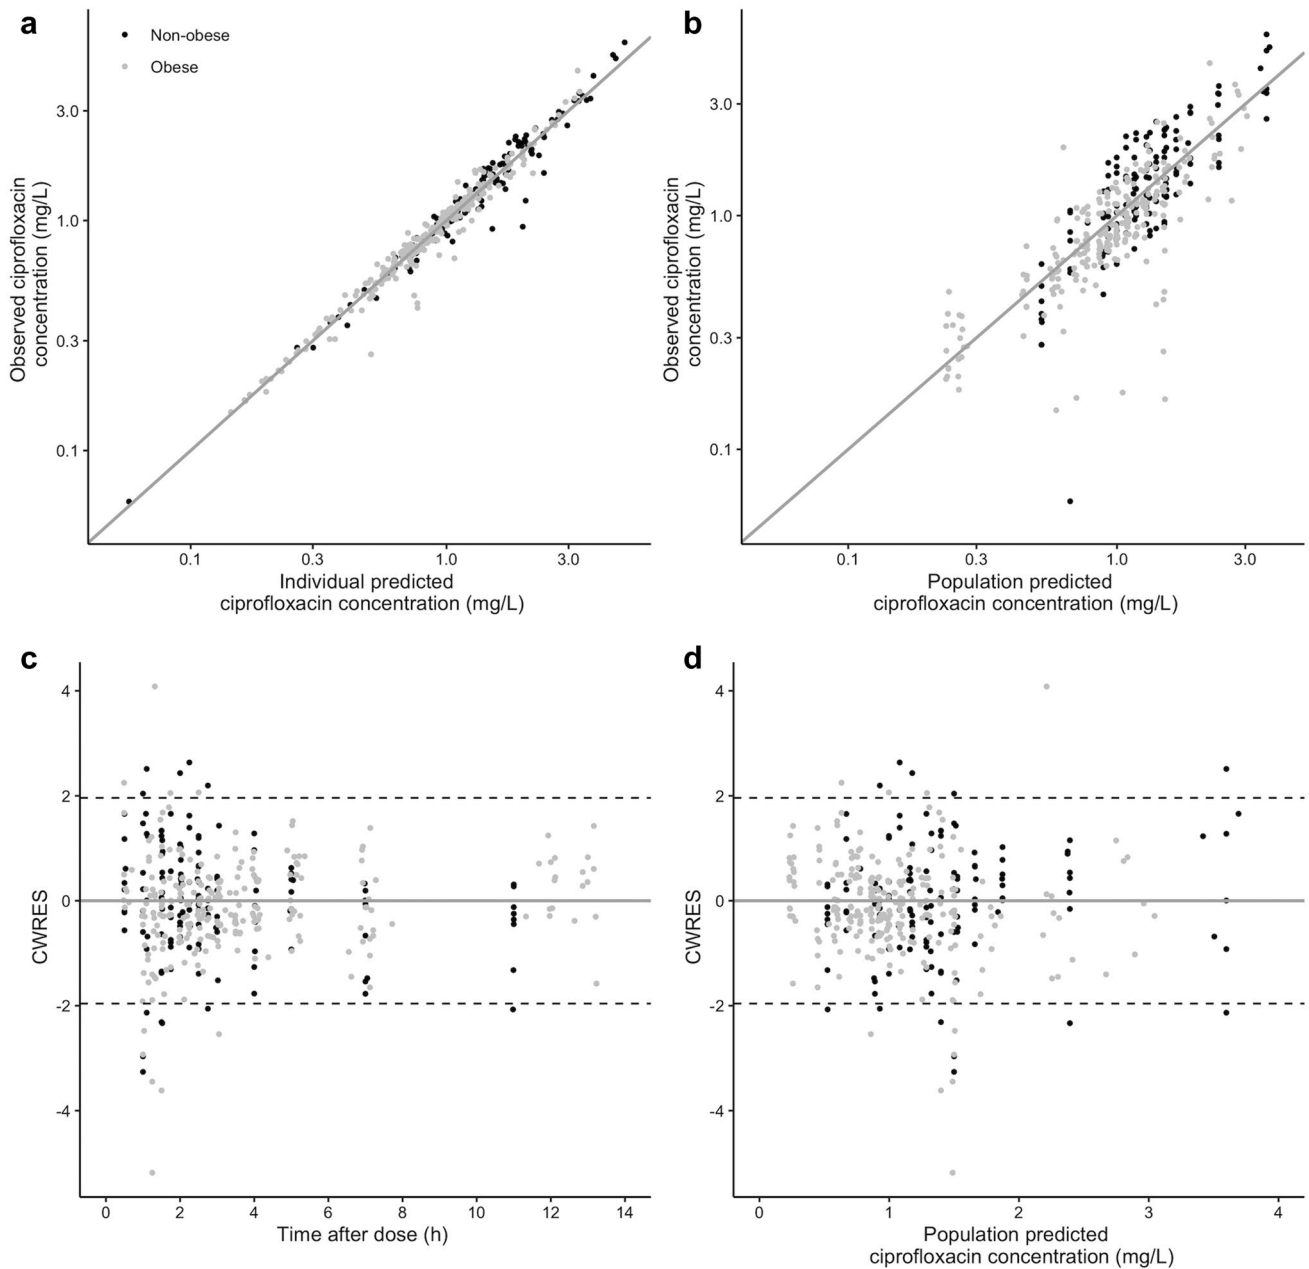 a
Non-obese
Obese
Observed ciprofloxacin
concentration (mg/L)
3.0
1.0
0.3
0.1
0.1 0.3 1.0 3.0
Individual predicted
ciprofloxacin concentration (mg/L)
b
Observed ciprofloxacin
concentration (mg/L)
3.0
1.0
0.3
0.1
0.1 0.3 1.0 3.0
Population predicted
ciprofloxacin concentration (mg/L)
c
CWRES
4
2
0
-2
-4
0 2 4 6 8 10 12 14
Time after dose (h)
d
CWRES
4
2
0
-2
-4
0 1 2 3 4
Population predicted
ciprofloxacin concentration (mg/L)